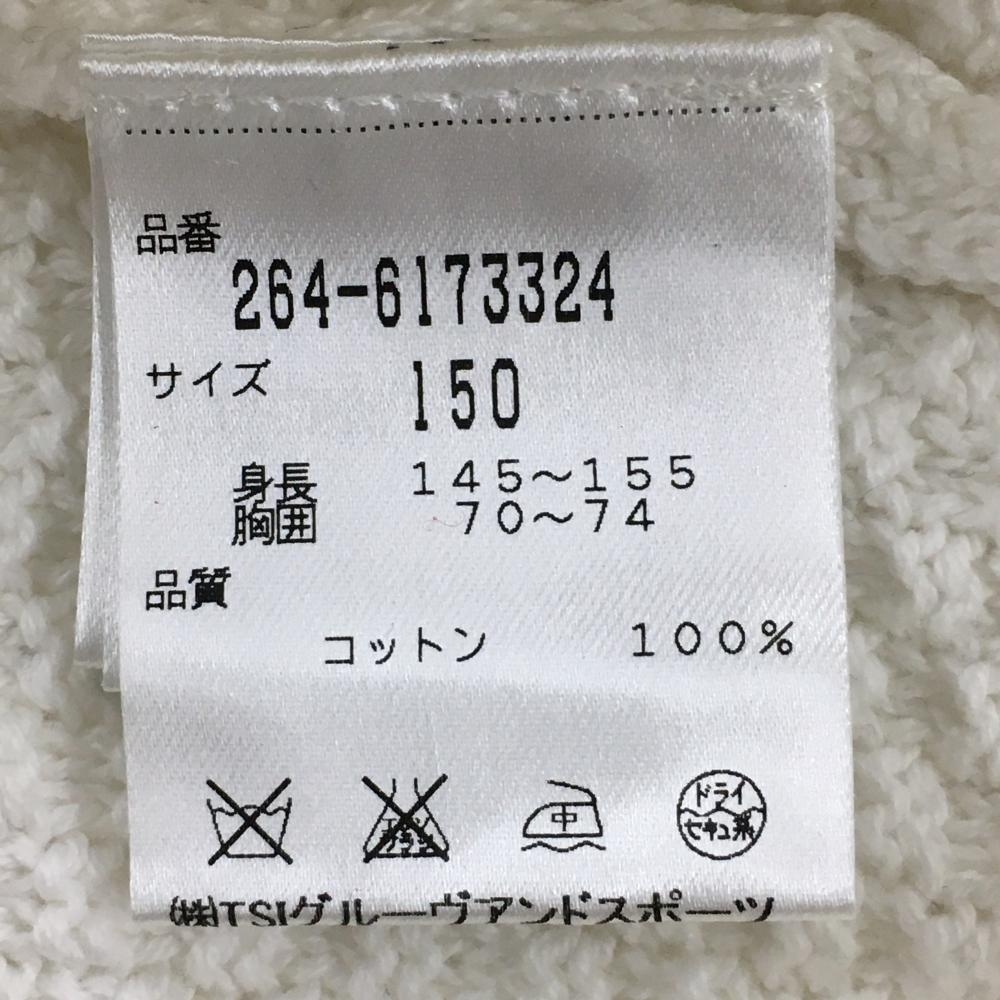 品番
264-6173324
サイズ 150
身長 145～155
胸囲 70～74
品質
コットン 100%
中 ドライ
セキユ系
㈱TSIグルーヴアンドスポーツ